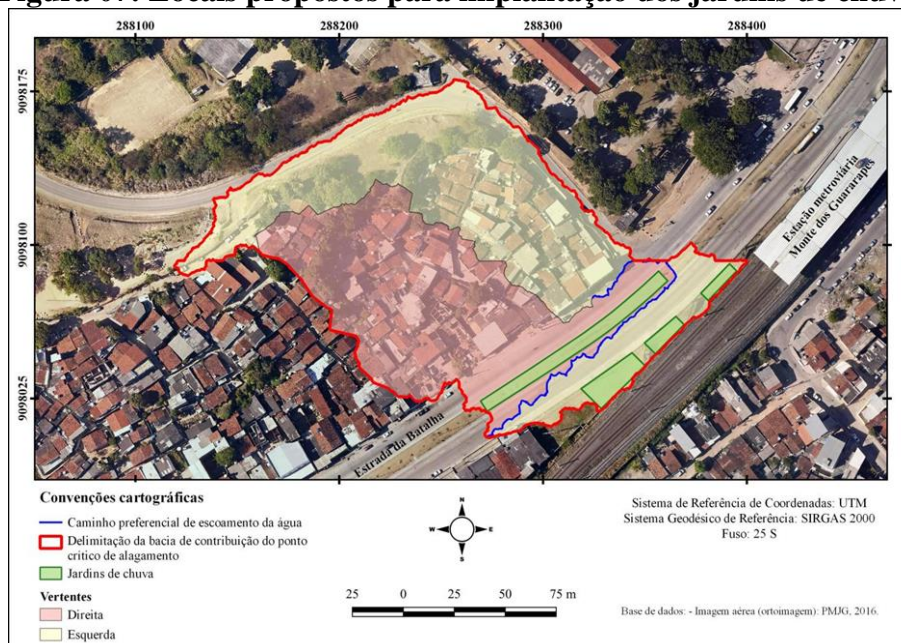 Figura 07. Locais propostos para implantação dos jardins de chuv
288100 288200 288300 288400
9098175
9098100
9098025
Estação metroviária
Monte dos Guararapes
Estrada da Batalha
Convenções cartográficas
Caminho preferencial de escoamento da água
Delimitação da bacia de contribuição do ponto
crítico de alagamento
Jardins de chuva
Vertentes
Direita
Esquerda
N
W E
S
25 0 25 50 75 m
Sistema de Referência de Coordenadas: UTM
Sistema Geodésico de Referência: SIRGAS 2000
Fuso: 25 S
Base de dados: - Imagem aérea (ortoimagem): PMJG, 2016.